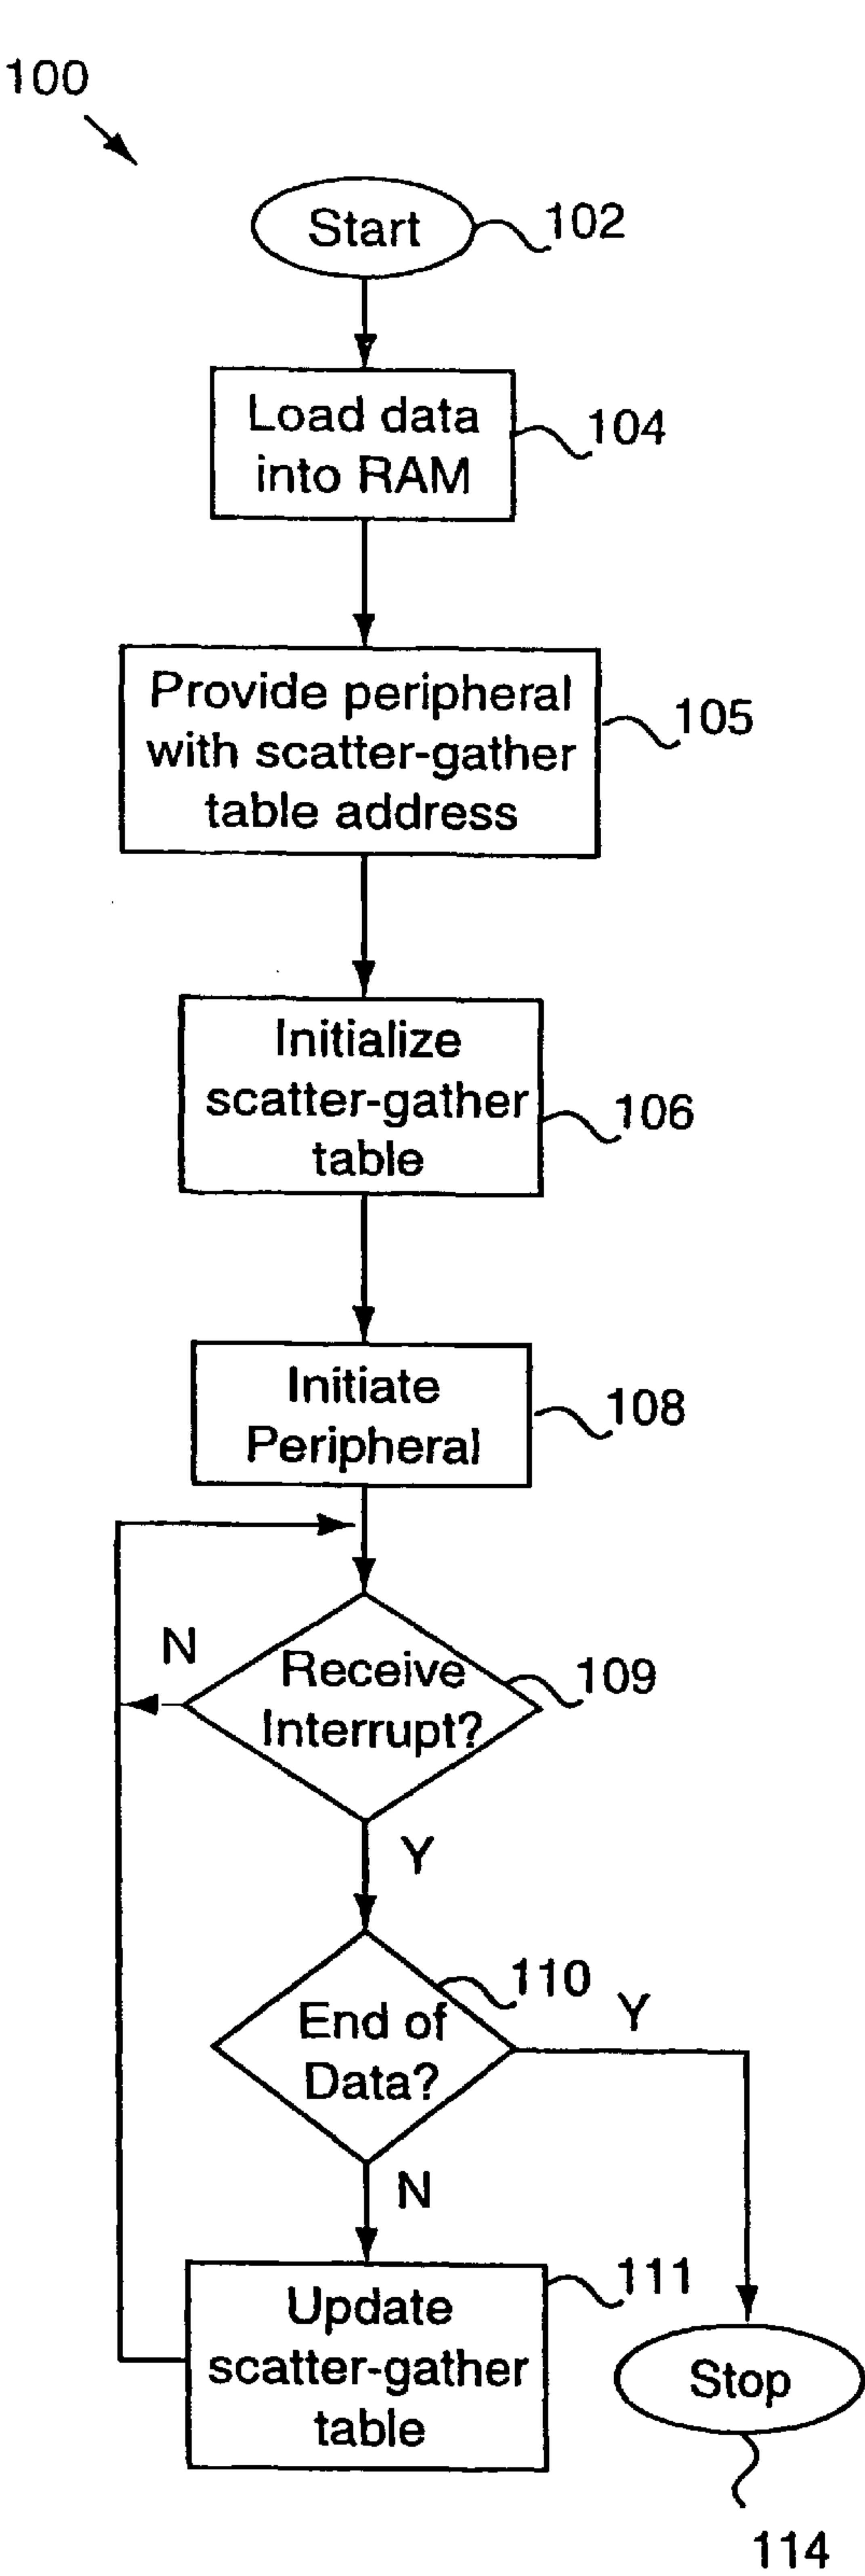 100
Start
102
Load data
into RAM
104
Provide peripheral
with scatter-gather
table address
105
Initialize
scatter-gather
table
106
Initiate
Peripheral
108
N
Receive
Interrupt?
109
Y
110
End of
Data?
Y
N
111
Update
scatter-gather
table
Stop
114